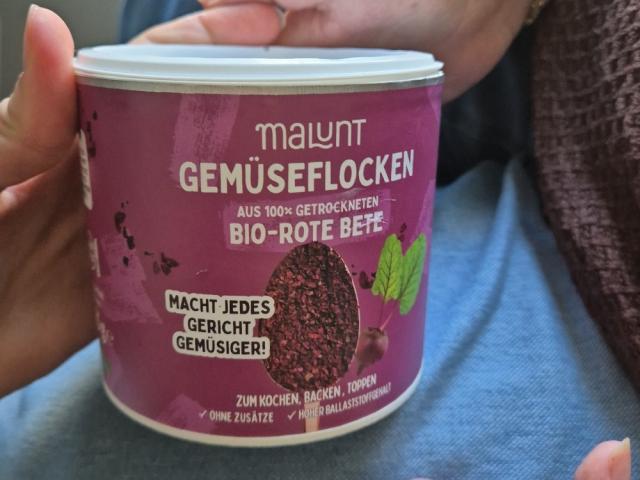 malunt
GEMÜSEFLOCKEN
AUS 100% GETROCKNETEN
BIO-ROTE BETE
MACHT JEDES
GERICHT
GEMÜSIGER!
ZUM KOCHEN, BACKEN, TOPPEN
✓ OHNE ZUSÄTZE ✓ HOHER BALLASTSTOFFGEHALT